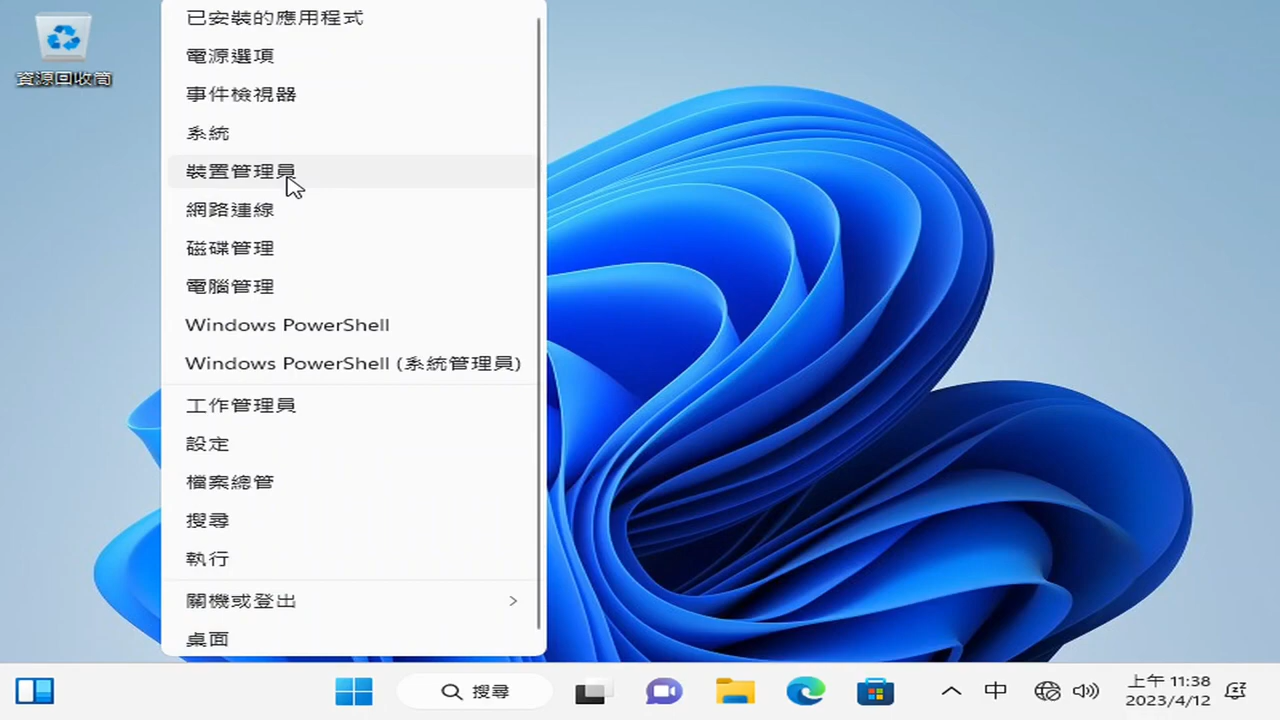 資源回收筒
已安裝的應用程式
電源選項
事件檢視器
系統
裝置管理員
網路連線
磁碟管理
電腦管理
Windows PowerShell
Windows PowerShell (系統管理員)
工作管理員
設定
檔案總管
搜尋
執行
關機或登出
桌面
搜尋
中
上午 11:38
2023/4/12